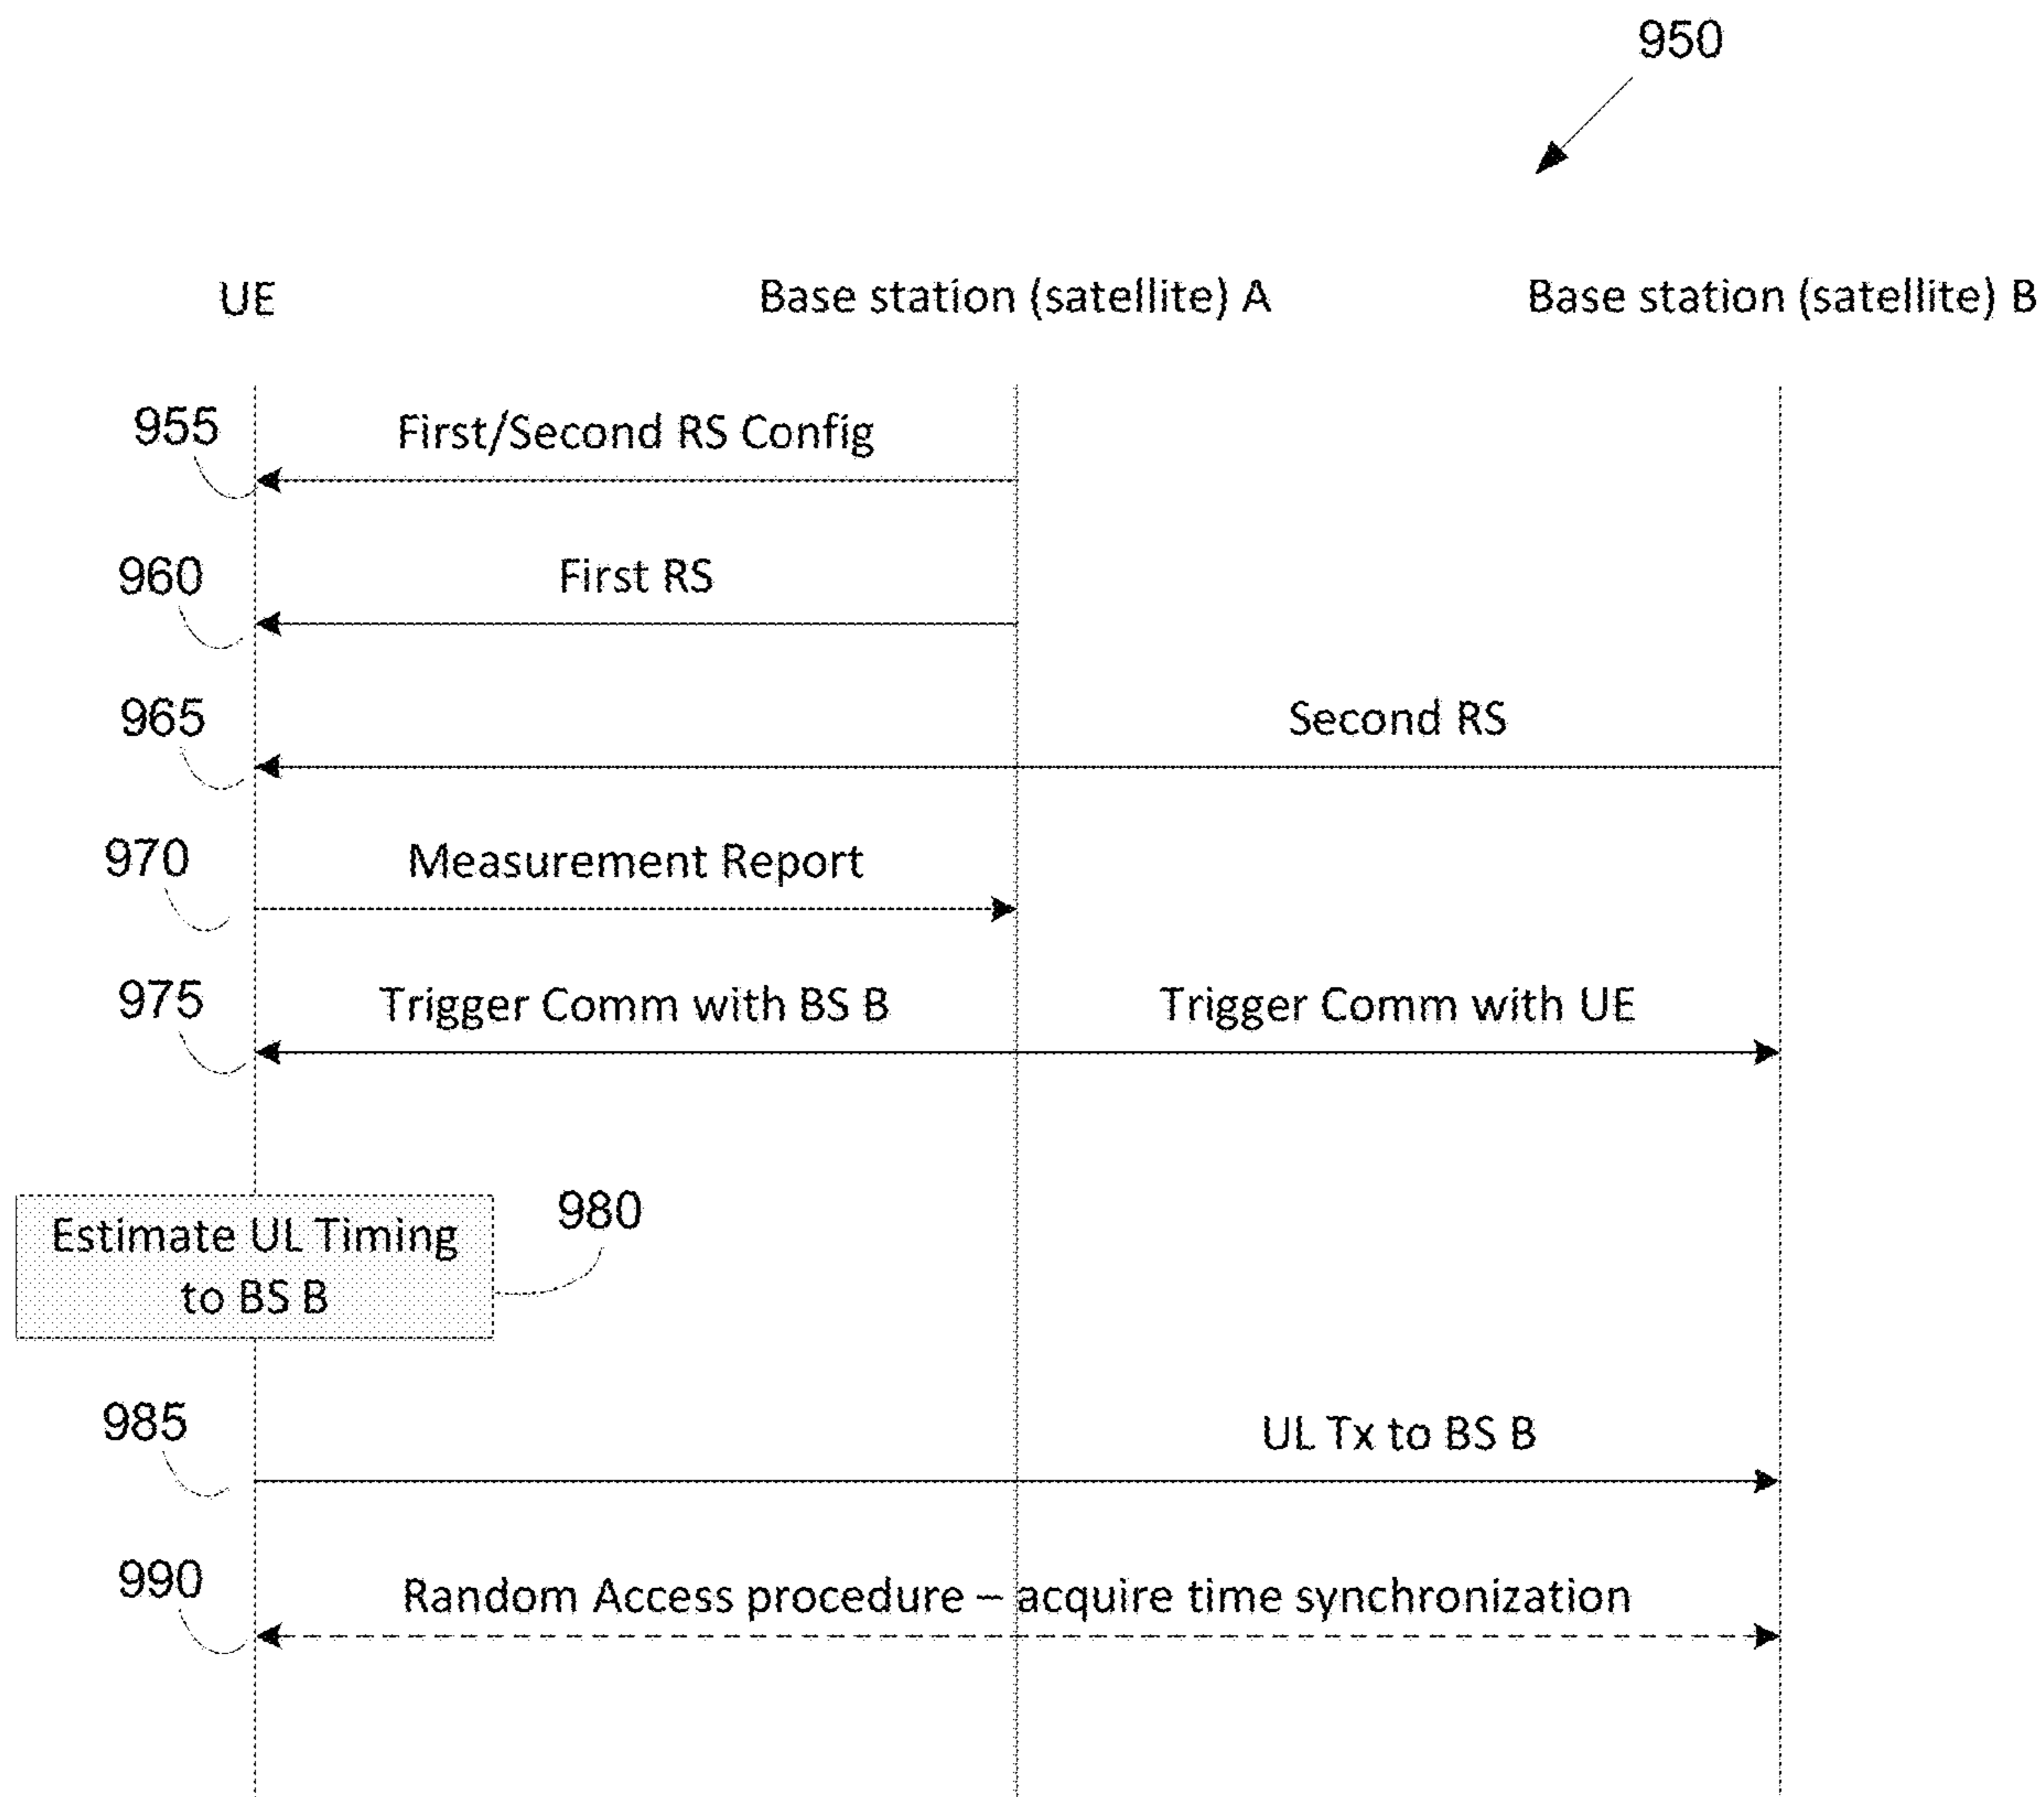 950
UE
Base station (satellite) A
Base station (satellite) B
955
First/Second RS Config
960
First RS
965
Second RS
970
Measurement Report
975
Trigger Comm with BS B
Trigger Comm with UE
Estimate UL Timing
to BS B
980
985
UL Tx to BS B
990
Random Access procedure – acquire time synchronization